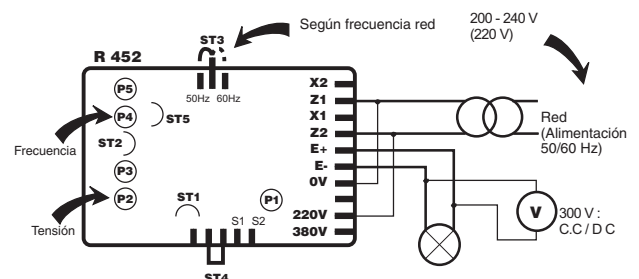 200 - 240 V
(220 V)
Según frecuencia red
ST3
R 452
50Hz
60Hz
P5
P4
ST5
Frecuencia
ST2
P3
P2
Tensión
ST1
P1
S1
S2
ST4
X2
Z1
X1
Z2
E+
E-
0V
220V
380V
Red
(Alimentación
50/60 Hz)
V
300 V :
C.C / D C